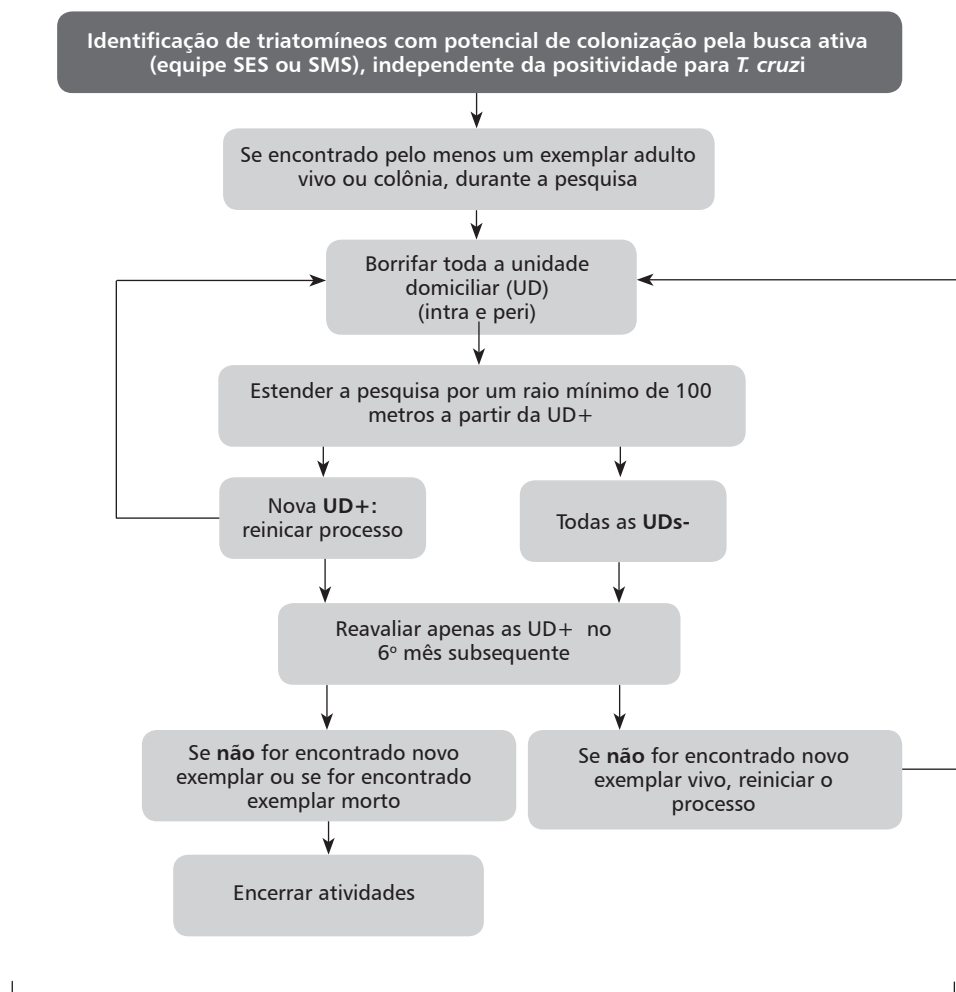 Identificação de triatomíneos com potencial de colonização pela busca ativa
(equipe SES ou SMS), independente da positividade para T. cruzi
Se encontrado pelo menos um exemplar adulto
vivo ou colônia, durante a pesquisa
Borrifar toda a unidade
domiciliar (UD)
(intra e peri)
Estender a pesquisa por um raio mínimo de 100
metros a partir da UD+
Nova UD+:
reinicar processo
Todas as UDs-
Reavaliar apenas as UD+ no
6º mês subsequente
Se não for encontrado novo
exemplar ou se for encontrado
exemplar morto
Se não for encontrado novo
exemplar vivo, reiniciar o
processo
Encerrar atividades